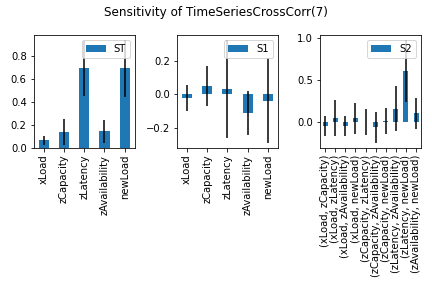 Sensitivity of TimeSeriesCrossCorr(7)
ST
0.8
0.6
0.4
0.2
0.0
xLoad
zCapacity
zLatency
zAvailability
newLoad
S1
0.2
−0.2
xLoad
zCapacity
zLatency
zAvailability
newLoad
S2
1.0
0.5
0.0
(xLoad, zCapacity)
(xLoad, zLatency)
(xLoad, zAvailability)
(xLoad, newLoad)
(zCapacity, zLatency)
(zCapacity, zAvailability)
(zCapacity, newLoad)
(zLatency, zAvailability)
(zLatency, newLoad)
(zAvailability, newLoad)